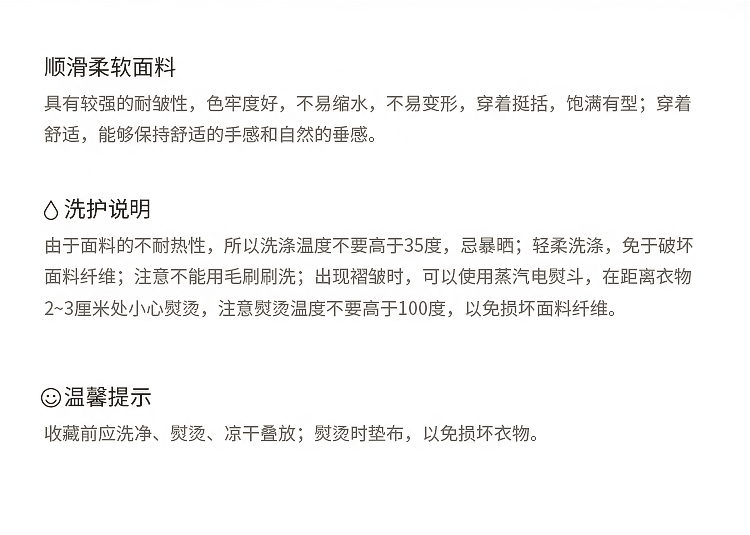 顺滑柔软面料
具有较强的耐皱性，色牢度好，不易缩水，不易变形，穿着挺括，饱满有型；穿着
舒适，能够保持舒适的手感和自然的垂感。
洗护说明
由于面料的不耐热性，所以洗涤温度不要高于35度，忌暴晒；轻柔洗涤，免于破坏
面料纤维；注意不能用毛刷刷洗；出现褶皱时，可以使用蒸汽电熨斗，在距离衣物
2~3厘米处小心熨烫，注意熨烫温度不要高于100度，以免损坏面料纤维。
温馨提示
收藏前应洗净、熨烫、凉干叠放；熨烫时垫布，以免损坏衣物。